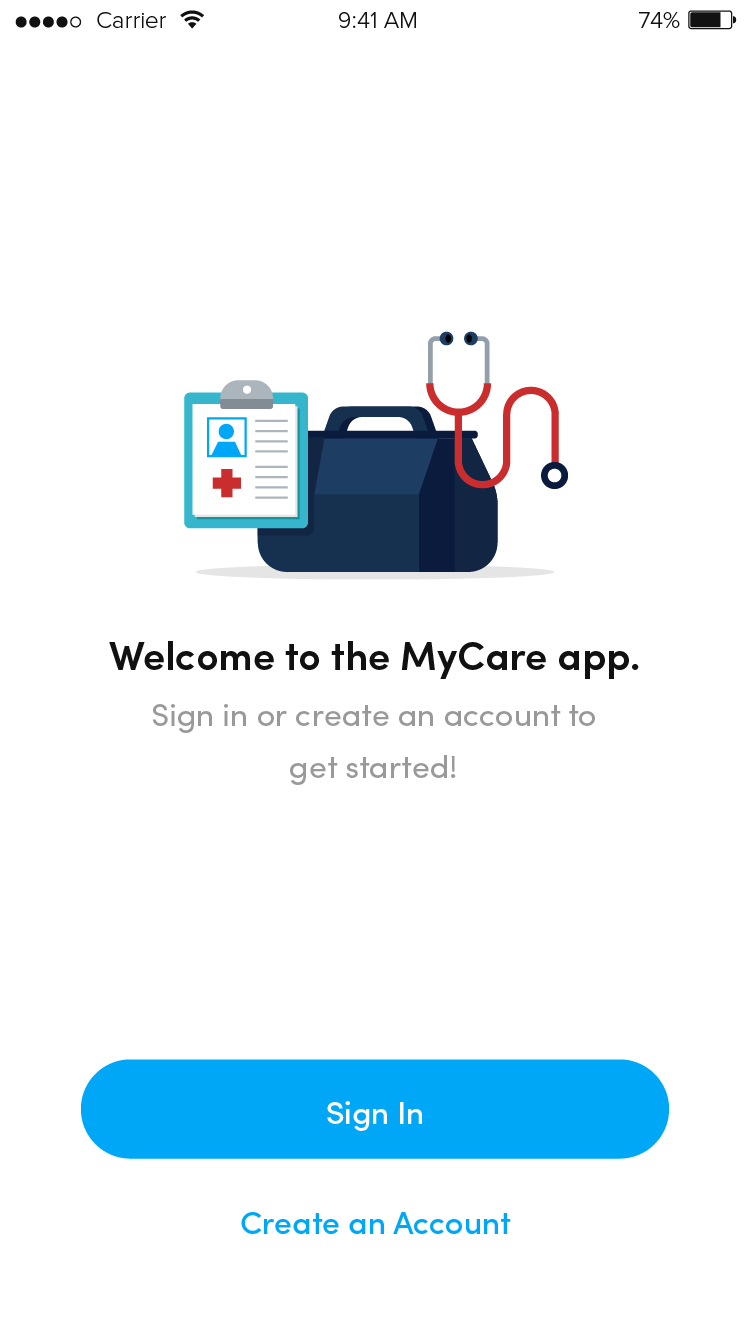 Carrier 9:41 AM 74%
Welcome to the MyCare app.
Sign in or create an account to
get started!
Sign In
Create an Account